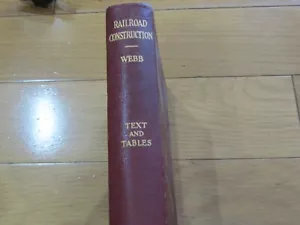 RAILROAD
CONSTRUCTION
WEBB
TEXT
AND
TABLES